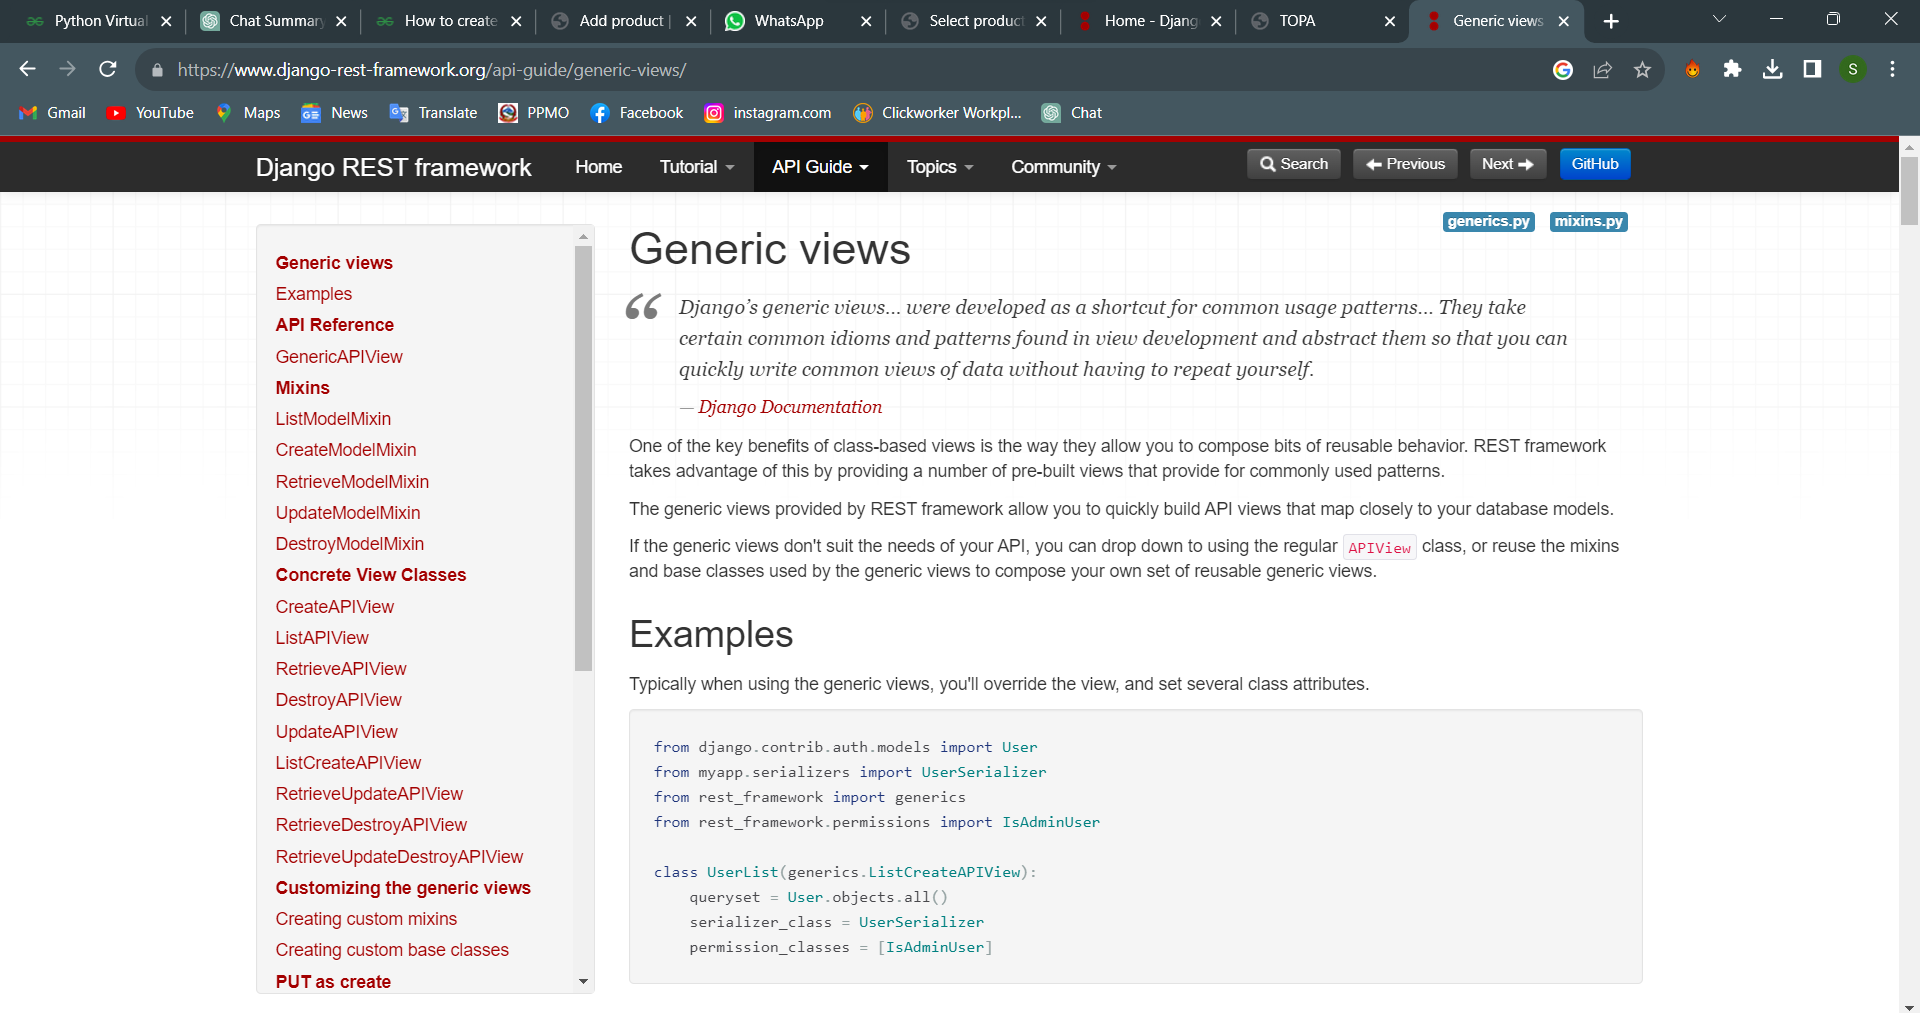 Python Virtual
Chat Summary
How to create
Add product |
WhatsApp
Select product
Home - Djang
TOPA
Generic views
https://www.django-rest-framework.org/api-guide/generic-views/
S
Gmail
YouTube
Maps
News
Translate
PPMO
Facebook
instagram.com
Clickworker Workpl...
Chat
Django REST framework
Home
Tutorial
API Guide
Topics
Community
Search
Previous
Next
GitHub
generics.py
mixins.py
Generic views
Examples
API Reference
GenericAPIView
Mixins
ListModelMixin
CreateModelMixin
RetrieveModelMixin
UpdateModelMixin
DestroyModelMixin
Concrete View Classes
CreateAPIView
ListAPIView
RetrieveAPIView
DestroyAPIView
UpdateAPIView
ListCreateAPIView
RetrieveUpdateAPIView
RetrieveDestroyAPIView
RetrieveUpdateDestroyAPIView
Customizing the generic views
Creating custom mixins
Creating custom base classes
PUT as create
Generic views
“ Django’s generic views... were developed as a shortcut for common usage patterns... They take
certain common idioms and patterns found in view development and abstract them so that you can
quickly write common views of data without having to repeat yourself.
— Django Documentation
One of the key benefits of class-based views is the way they allow you to compose bits of reusable behavior. REST framework
takes advantage of this by providing a number of pre-built views that provide for commonly used patterns.
The generic views provided by REST framework allow you to quickly build API views that map closely to your database models.
If the generic views don't suit the needs of your API, you can drop down to using the regular APIView class, or reuse the mixins
and base classes used by the generic views to compose your own set of reusable generic views.
Examples
Typically when using the generic views, you'll override the view, and set several class attributes.
from django.contrib.auth.models import User
from myapp.serializers import UserSerializer
from rest_framework import generics
from rest_framework.permissions import IsAdminUser
class UserList(generics.ListCreateAPIView):
    queryset = User.objects.all()
    serializer_class = UserSerializer
    permission_classes = [IsAdminUser]